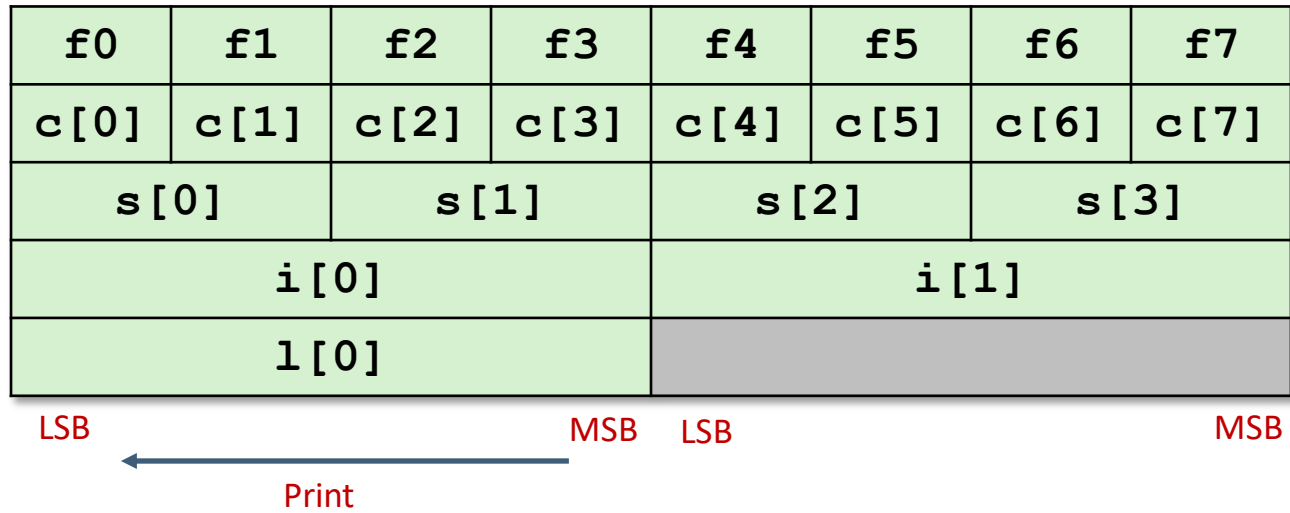 f0 f1 f2 f3 f4 f5 f6 f7
c[0] c[1] c[2] c[3] c[4] c[5] c[6] c[7]
s[0] s[1] s[2] s[3]
i[0] i[1]
l[0]
LSB MSB LSB MSB
Print